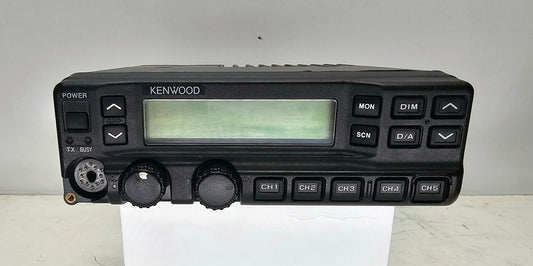 POWER
KENWOOD
MON
DIM
SCN
D/A
TX BUSY
CH1 CH2 CH3 CH4 CH5